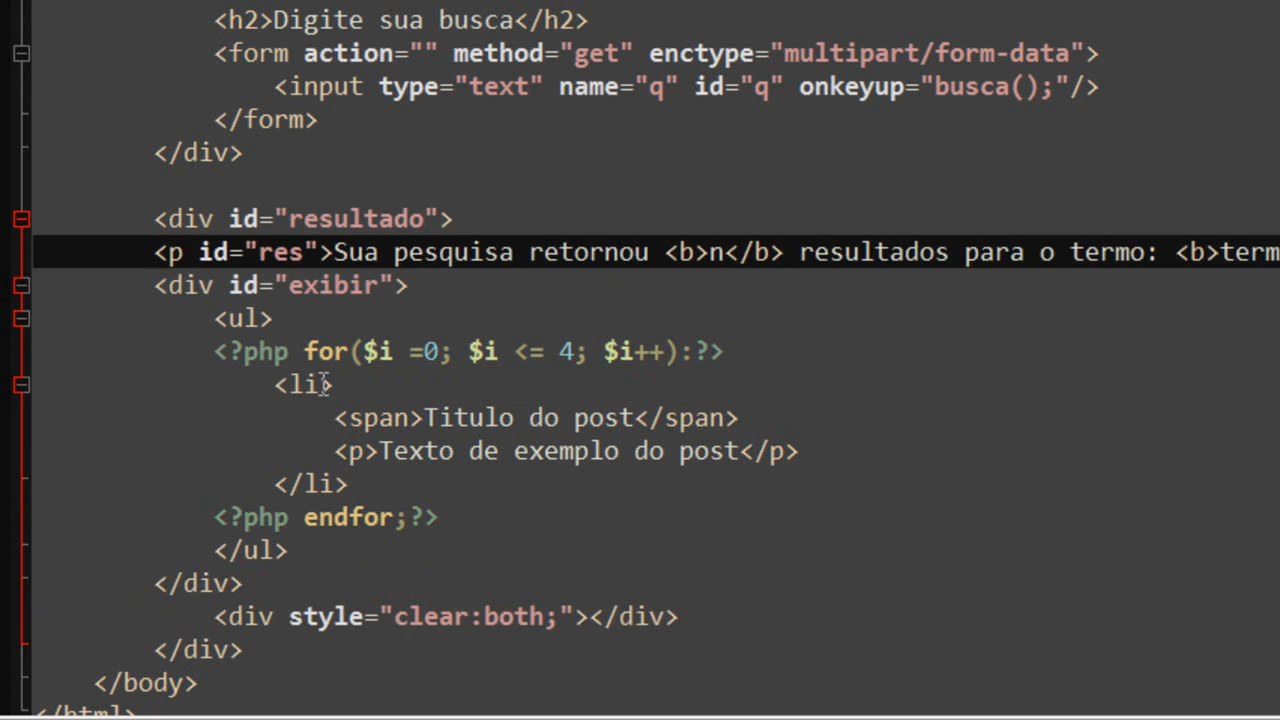 <h2>Digite sua busca</h2>
<form action="" method="get" enctype="multipart/form-data">
<input type="text" name="q" id="q" onkeyup="busca();"/>
</form>
</div>
<div id="resultado">
<p id="res">Sua pesquisa retornou <b>n</b> resultados para o termo: <b>term
<div id="exibir">
<ul>
<?php for($i =0; $i <= 4; $i++):?>
<li>
<span>Titulo do post</span>
<p>Texto de exemplo do post</p>
</li>
<?php endfor;?>
</ul>
</div>
<div style="clear:both;"></div>
</div>
</body>
</html>